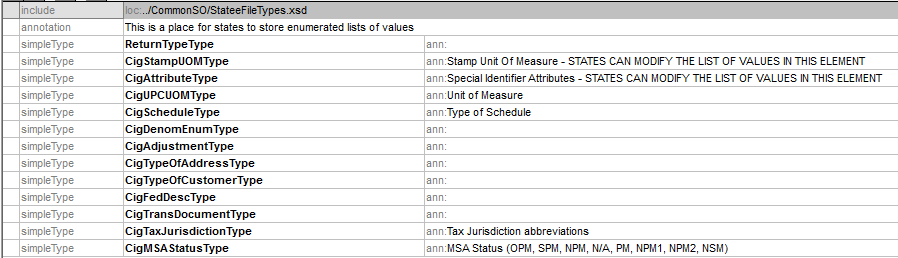 include loc:../CommonSO/StateeFileTypes.xsd
annotation This is a place for states to store enumerated lists of values
simpleType ReturnTypeType ann:
simpleType CigStampUOMType ann:Stamp Unit Of Measure - STATES CAN MODIFY THE LIST OF VALUES IN THIS ELEMENT
simpleType CigAttributeType ann:Special Identifier Attributes - STATES CAN MODIFY THE LIST OF VALUES IN THIS ELEMENT
simpleType CigUPCUOMType ann:Unit of Measure
simpleType CigScheduleType ann:Type of Schedule
simpleType CigDenomEnumType ann:
simpleType CigAdjustmentType ann:
simpleType CigTypeOfAddressType ann:
simpleType CigTypeOfCustomerType ann:
simpleType CigFedDescType ann:
simpleType CigTransDocumentType ann:
simpleType CigTaxJurisdictionType ann:Tax Jurisdiction abbreviations
simpleType CigMSAStatusType ann:MSA Status (OPM, SPM, NPM, N/A, PM, NPM1, NPM2, NSM)